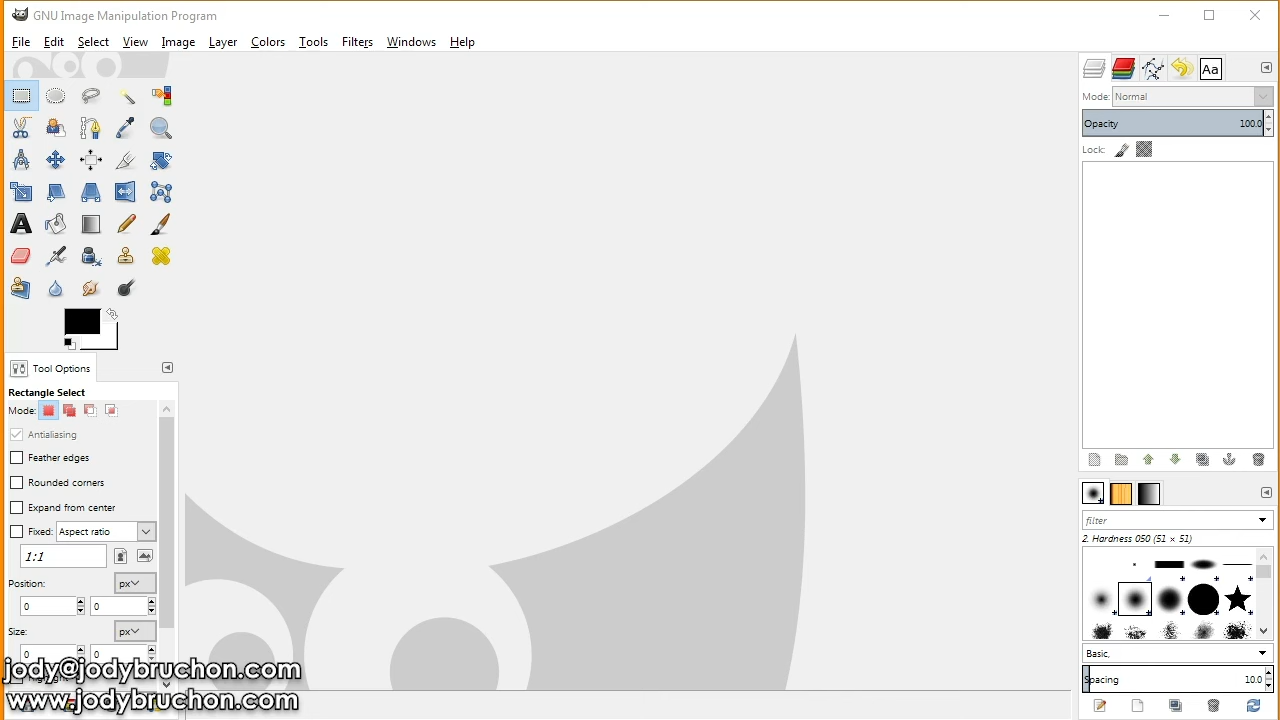 GNU Image Manipulation Program
File Edit Select View Image Layer Colors Tools Filters Windows Help
Aa
Mode: Normal
Opacity 100.0
Lock:
Tool Options
Rectangle Select
Mode:
Antialiasing
Feather edges
Rounded corners
Expand from center
Fixed: Aspect ratio
1:1
Position: px
0 0
Size: px
0 0
jody@jodybruchon.com
www.jodybruchon.com
filter
2. Hardness 050 (51 × 51)
Basic,
Spacing 10.0